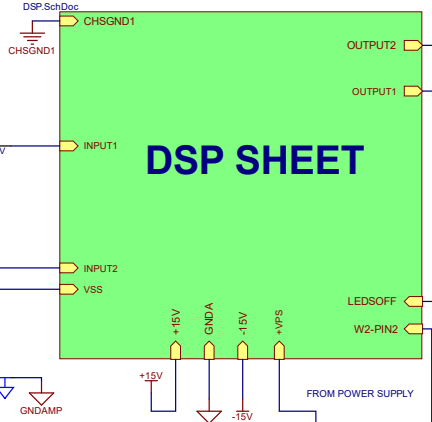 DSP.SchDoc
CHSGND1
CHSGND1
OUTPUT2
OUTPUT1
INPUT1
V
DSP SHEET
INPUT2
VSS
LEDSOFF
W2-PIN2
+15V
GNDA
-15V
+VPS
+15V
FROM POWER SUPPLY
GNDAMP
-15V